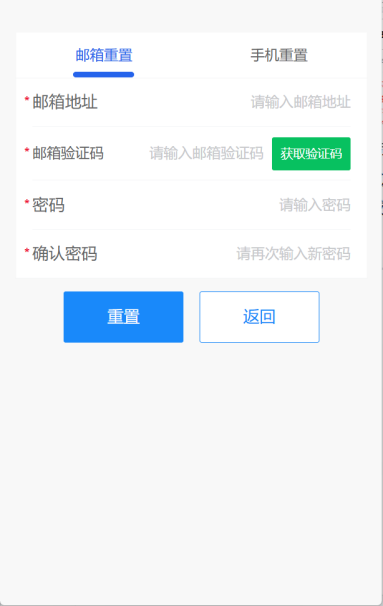 邮箱重置 手机重置
* 邮箱地址 请输入邮箱地址
* 邮箱验证码 请输入邮箱验证码 获取验证码
* 密码 请输入密码
* 确认密码 请再次输入新密码
重置 返回